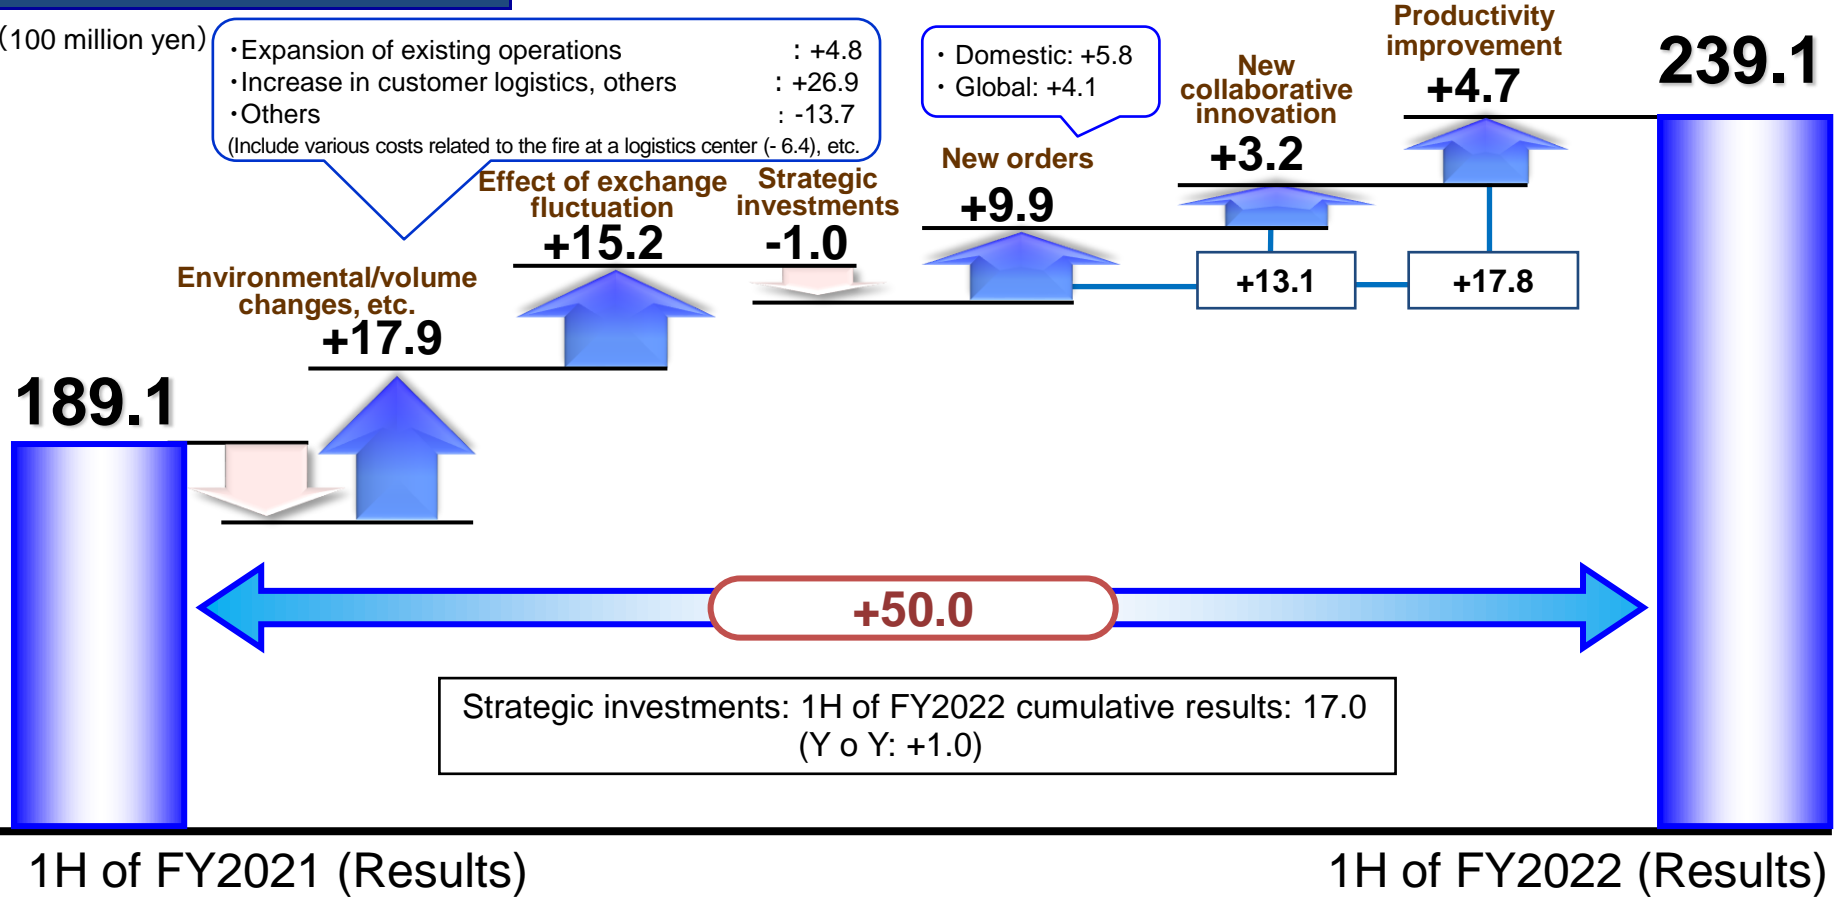 (100 million yen)
・Expansion of existing operations : +4.8
・Increase in customer logistics, others : +26.9
・Others : -13.7
(Include various costs related to the fire at a logistics center (- 6.4), etc.
・ Domestic: +5.8
・ Global: +4.1
Productivity
improvement
+4.7
239.1
New
collaborative
innovation
+3.2
New orders
+9.9
Effect of exchange
fluctuation
+15.2
Strategic
investments
-1.0
Environmental/volume
changes, etc.
+17.9
+13.1
+17.8
189.1
+50.0
Strategic investments: 1H of FY2022 cumulative results: 17.0
(Y o Y: +1.0)
1H of FY2021 (Results)
1H of FY2022 (Results)